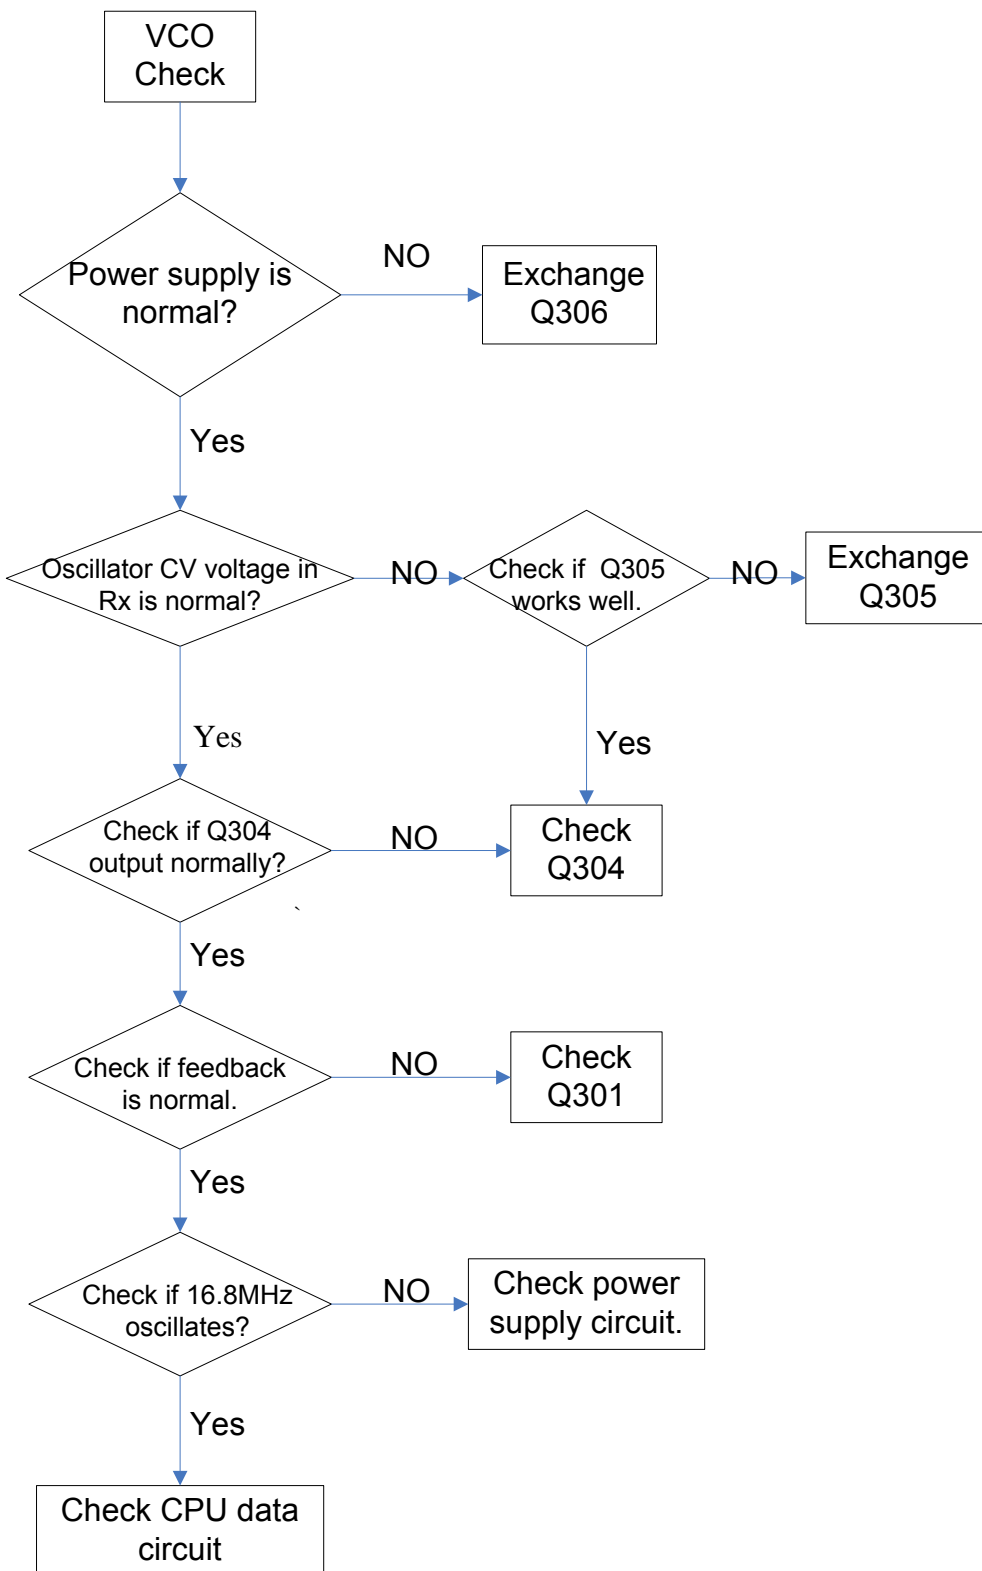 VCO
Check
Power supply is
normal?
NO
Exchange
Q306
Yes
Oscillator CV voltage in
Rx is normal?
NO
Check if Q305
works well.
NO
Exchange
Q305
Yes
Yes
Check if Q304
output normally?
NO
Check
Q304
`
Yes
Check if feedback
is normal.
NO
Check
Q301
Yes
Check if 16.8MHz
oscillates?
NO
Check power
supply circuit.
Yes
Check CPU data
circuit